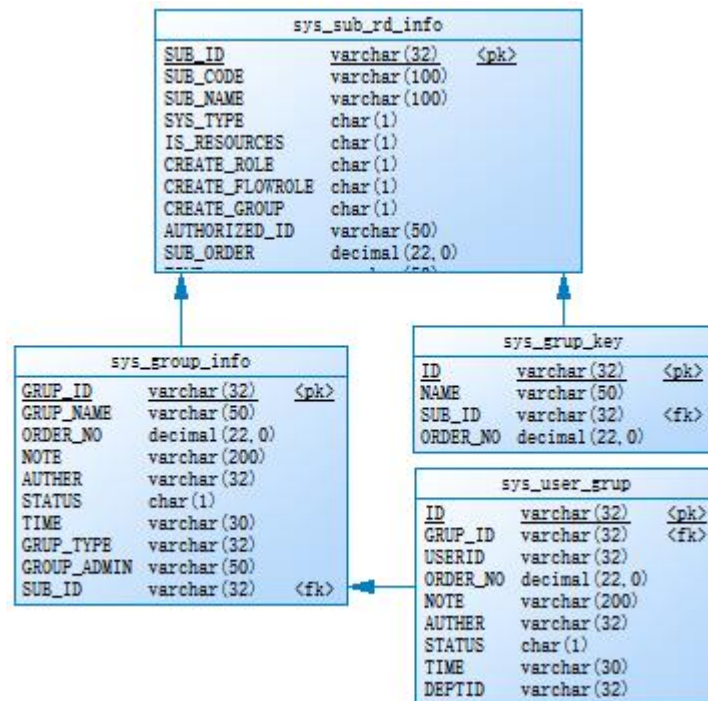 sys_sub_rd_info
SUB_ID varchar(32) <pk>
SUB_CODE varchar(100)
SUB_NAME varchar(100)
SYS_TYPE char(1)
IS_RESOURCES char(1)
CREATE_ROLE char(1)
CREATE_FLOWROLE char(1)
CREATE_GROUP char(1)
AUTHORIZED_ID varchar(50)
SUB_ORDER decimal(22,0)
sys_group_info
GRUP_ID varchar(32) <pk>
GRUP_NAME varchar(50)
ORDER_NO decimal(22,0)
NOTE varchar(200)
AUTHER varchar(32)
STATUS char(1)
TIME varchar(30)
GRUP_TYPE varchar(32)
GROUP_ADMIN varchar(50)
SUB_ID varchar(32) <fk>
sys_grup_key
ID varchar(32) <pk>
NAME varchar(50)
SUB_ID varchar(32) <fk>
ORDER_NO decimal(22,0)
sys_user_grup
ID varchar(32) <pk>
GRUP_ID varchar(32) <fk>
USERID varchar(32)
ORDER_NO decimal(22,0)
NOTE varchar(200)
AUTHER varchar(32)
STATUS char(1)
TIME varchar(30)
DEPTID varchar(32)